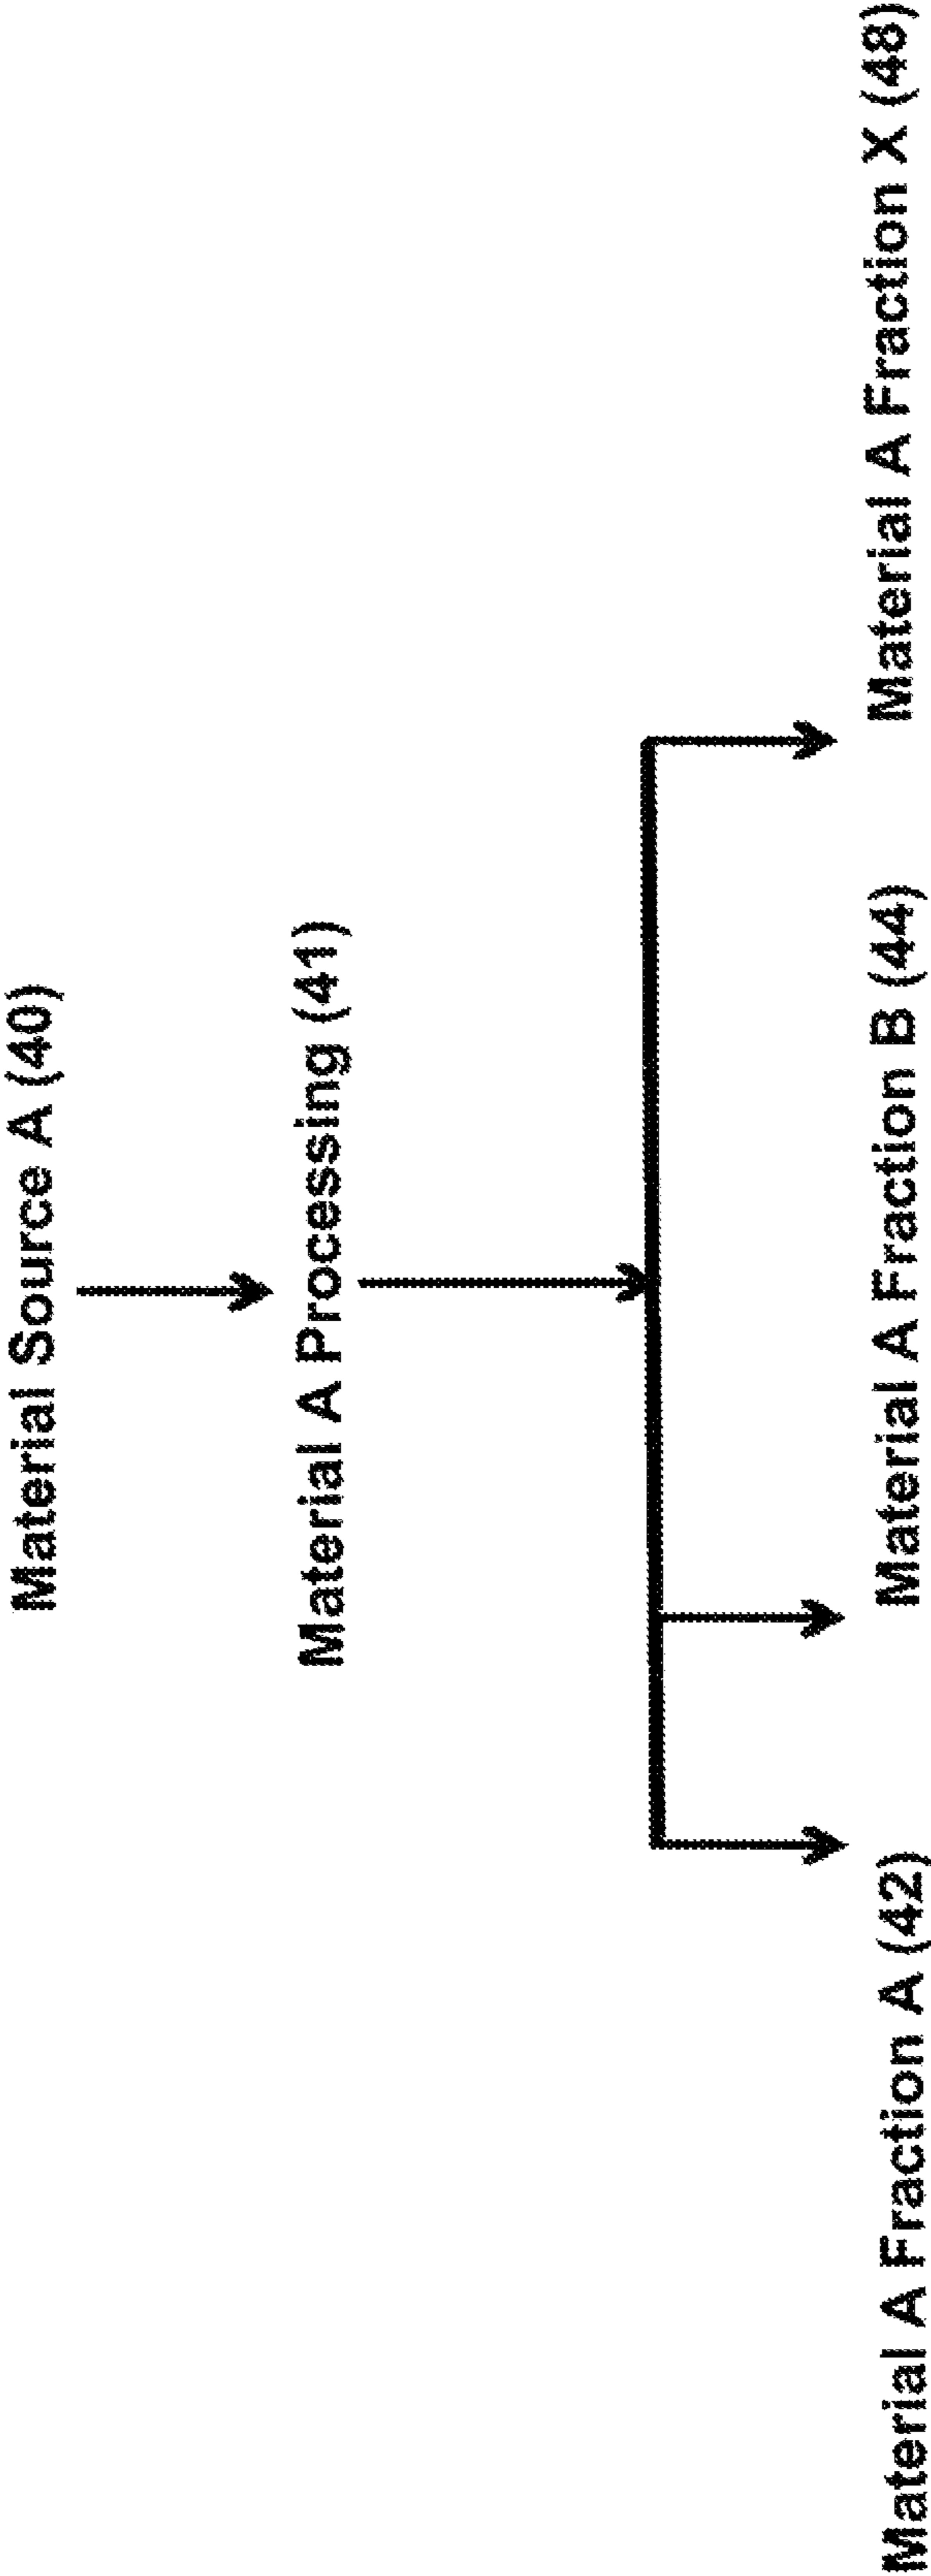 Material Source A (40)
Material A Processing (41)
Material A Fraction A (42)
Material A Fraction B (44)
Material A Fraction X (48)